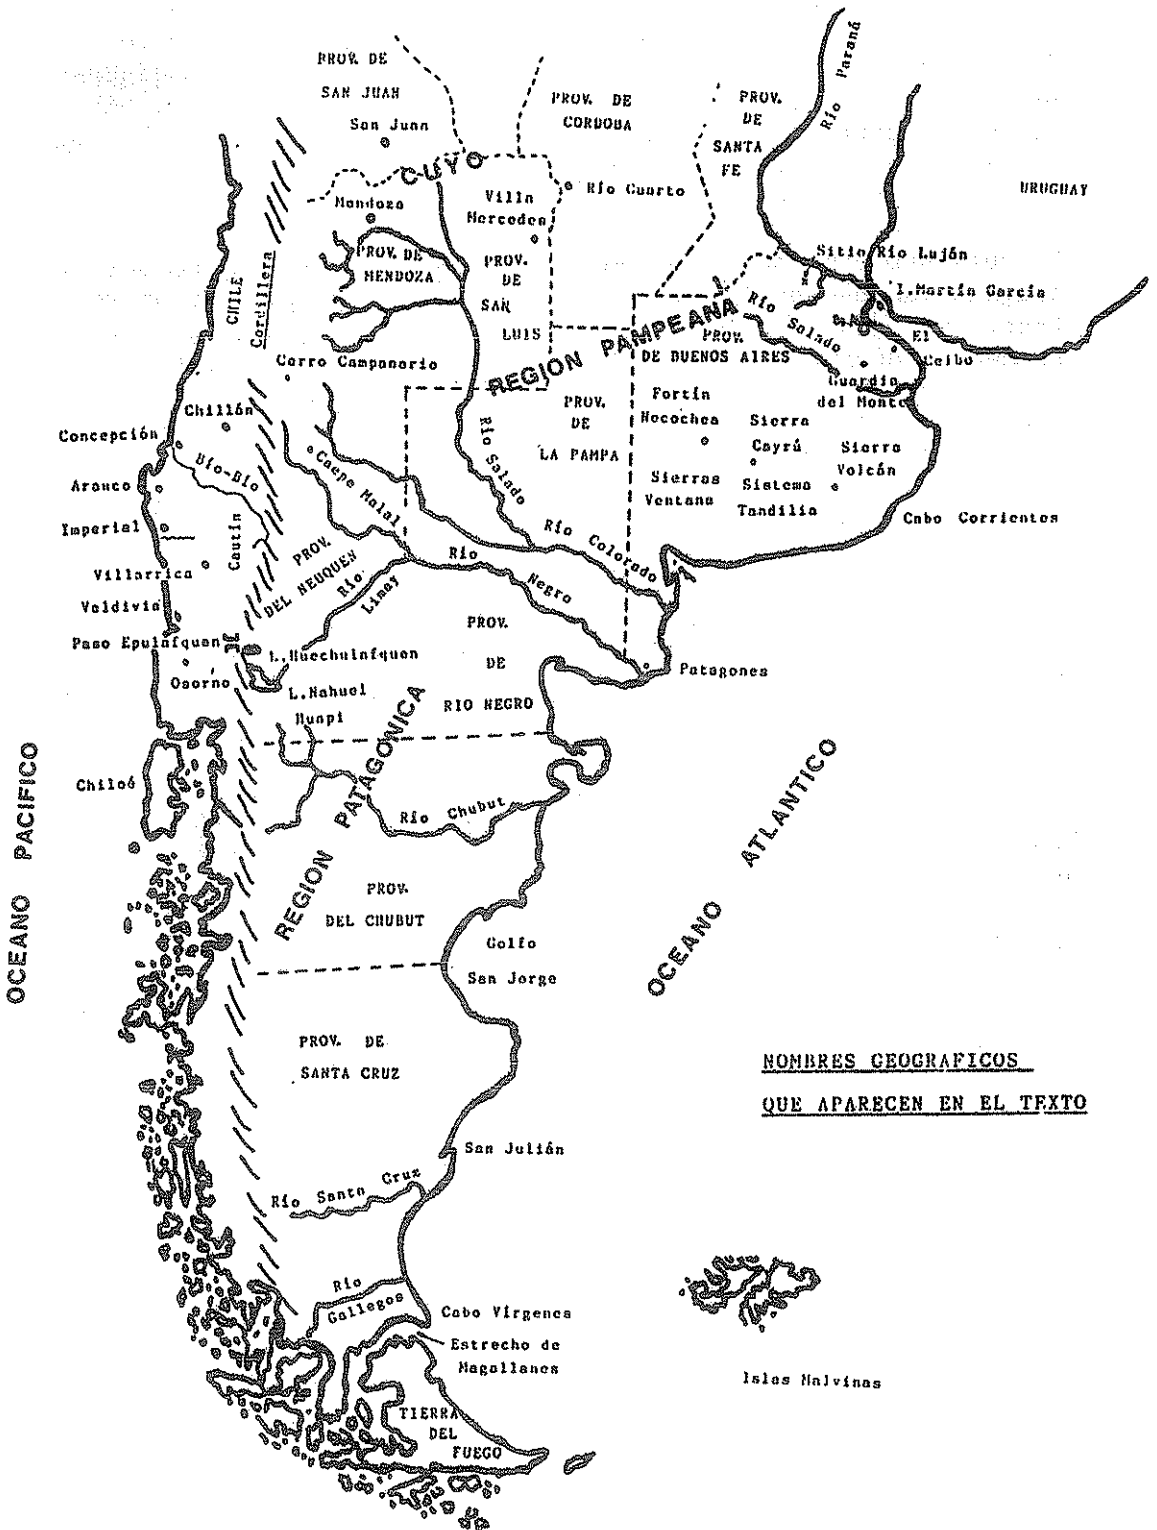 PROV. DE
SAN JUAN
San Juan
PROV. DE
CORDOBA
PROV.
DE
SANTA
FE
Río Paraná
URUGUAY
CUYO
Mendoza
Villa
Mercedes
Río Cuarto
PROV. DE
MENDOZA
PROV.
DE
SAN
LUIS
Sitio Río Luján
I.Martín García
CHILE
Cordillera
REGION PAMPEANA
Río Salado
El
Ceibo
PROV.
DE BUENOS AIRES
Guardia
del Monte
Cerro Campanario
Chillán
Concepción
Bío-Bío
Arauco
Imperial
Cautín
Villarrica
Valdivia
Paso Epulafquan
Osorno
Caepe Malal
Río Salado
PROV.
DE
LA PAMPA
Fortín
Necochea
Sierra
Cayrú
Sierra
Volcán
Sierras
Ventana
Sistema
Tandilia
Cabo Corrientes
Río Colorado
Río Negro
PROV.
DEL NEUQUEN
Río Limay
L.Huechulafquan
L.Nahuel
Huapi
PROV.
DE
RIO NEGRO
Patagones
Chiloé
OCEANO PACIFICO
REGION PATAGONICA
Río Chubut
OCEANO ATLANTICO
PROV.
DEL CHUBUT
Golfo
San Jorge
PROV. DE
SANTA CRUZ
NOMBRES GEOGRAFICOS
QUE APARECEN EN EL TEXTO
San Julián
Río Santa Cruz
Río
Gallegos
Cabo Vírgenes
Estrecho de
Magallanes
Islas Malvinas
TIERRA
DEL
FUEGO